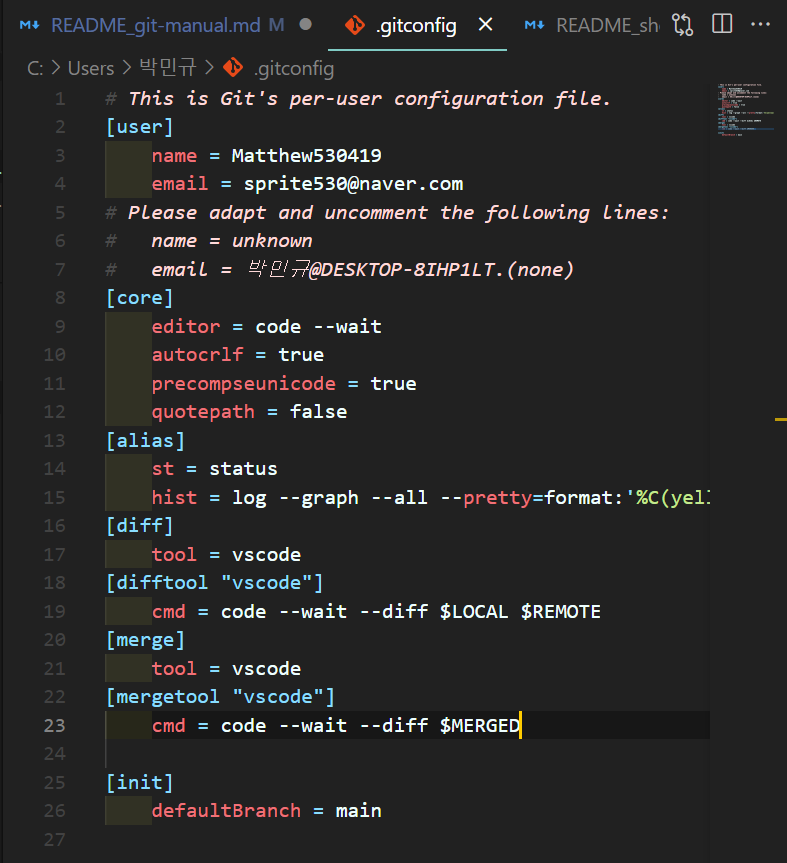 README_git-manual.md M
.gitconfig
README_sh
C: > Users > 박민규 > .gitconfig
1 # This is Git's per-user configuration file.
2 [user]
3 name = Matthew530419
4 email = sprite530@naver.com
5 # Please adapt and uncomment the following lines:
6 # name = unknown
7 # email = 박민규@DESKTOP-8IHP1LT.(none)
8 [core]
9 editor = code --wait
10 autocrlf = true
11 precompseunicode = true
12 quotepath = false
13 [alias]
14 st = status
15 hist = log --graph --all --pretty=format:'%C(yell
16 [diff]
17 tool = vscode
18 [difftool "vscode"]
19 cmd = code --wait --diff $LOCAL $REMOTE
20 [merge]
21 tool = vscode
22 [mergetool "vscode"]
23 cmd = code --wait --diff $MERGED
24
25 [init]
26 defaultBranch = main
27